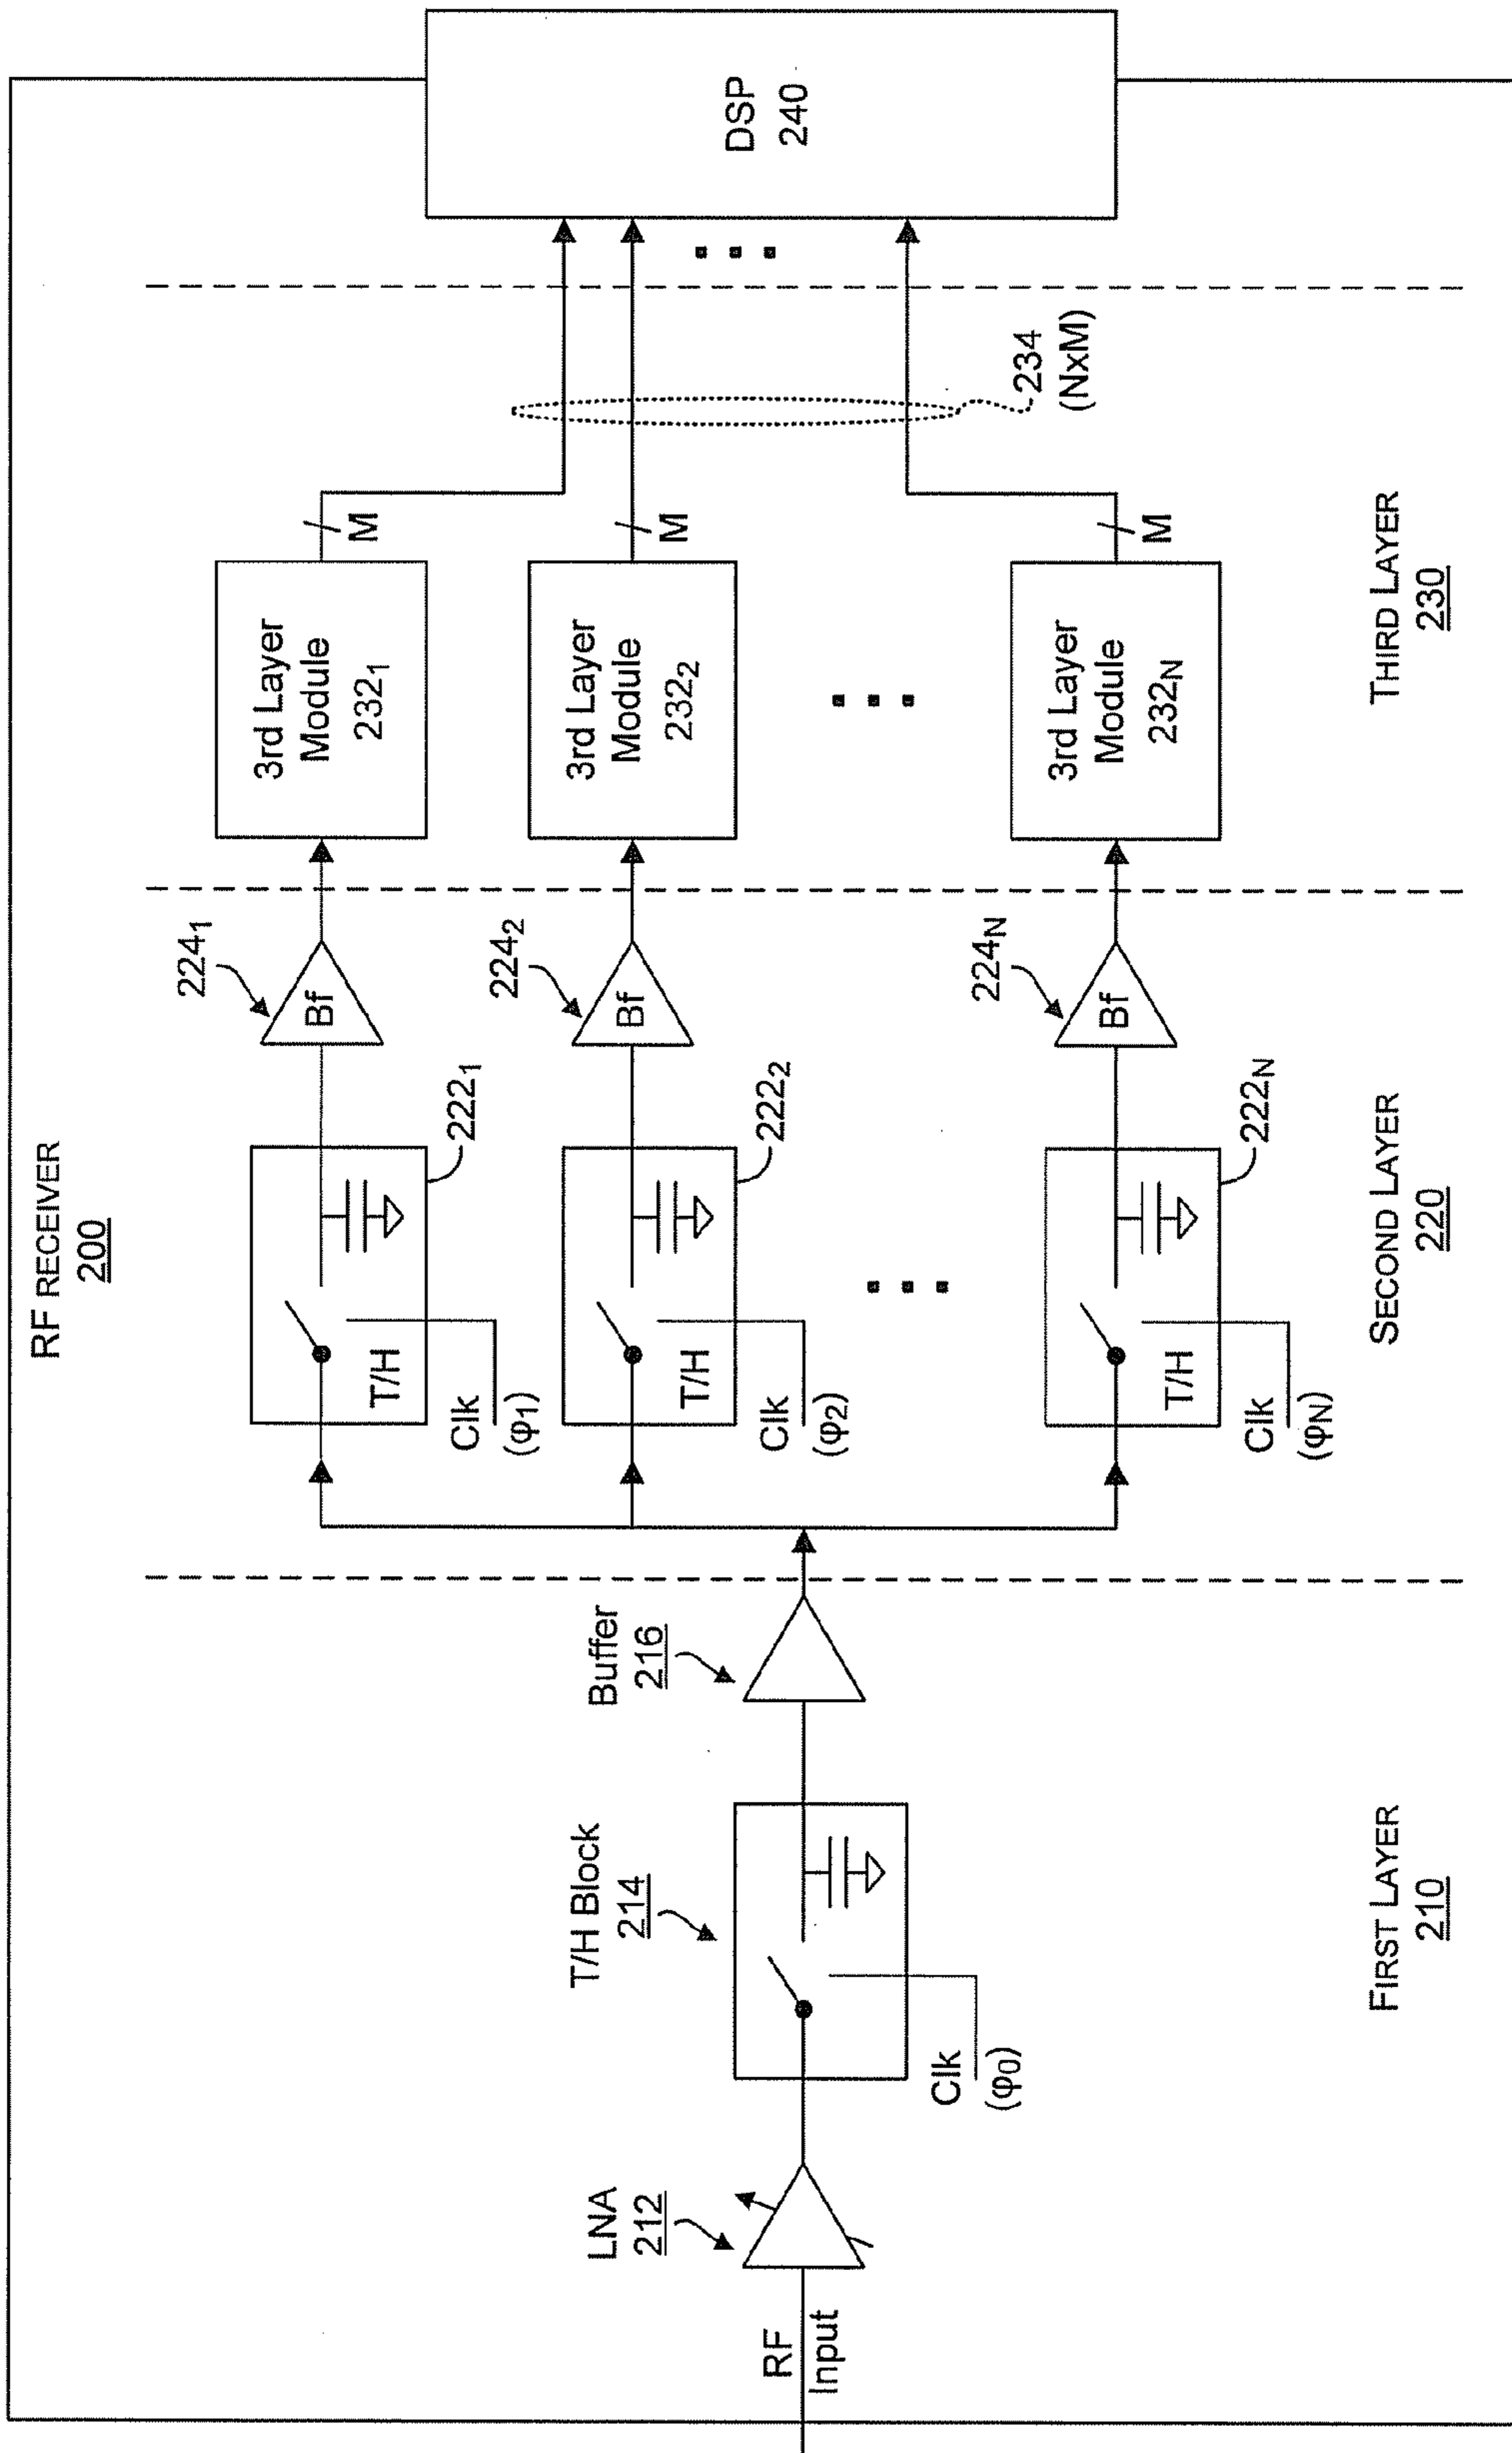 RF RECEIVER
200
RF
Input
LNA
212
T/H Block
214
Clk
(φ0)
Buffer
216
FIRST LAYER
210
T/H
Clk
(φ1)
222₁
Bf
224₁
T/H
Clk
(φ2)
222₂
Bf
224₂
T/H
Clk
(φN)
222N
Bf
224N
SECOND LAYER
220
3rd Layer
Module
232₁
M
3rd Layer
Module
232₂
M
3rd Layer
Module
232N
M
234
(NxM)
THIRD LAYER
230
DSP
240